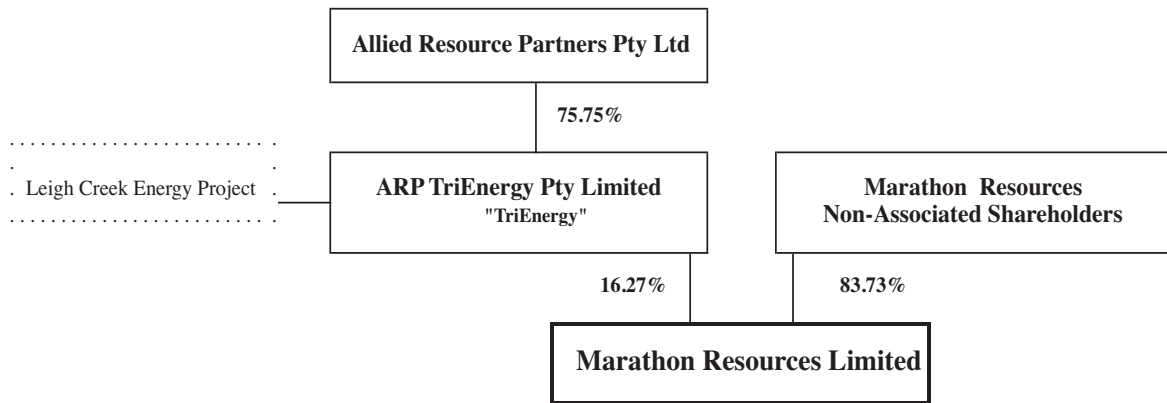 Allied Resource Partners Pty Ltd
75.75%
Leigh Creek Energy Project
ARP TriEnergy Pty Limited
"TriEnergy"
Marathon Resources
Non-Associated Shareholders
16.27%
83.73%
Marathon Resources Limited